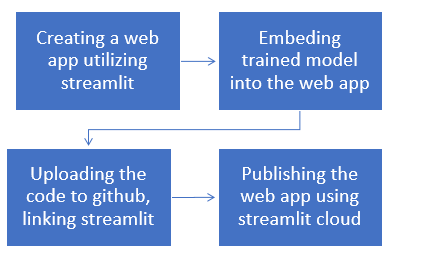 Creating a web
app utilizing
streamlit
Embeding
trained model
into the web app
Uploading the
code to github,
linking streamlit
Publishing the
web app using
streamlit cloud